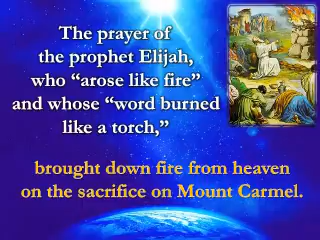 The prayer of
the prophet Elijah,
who “arose like fire”
and whose “word burned
like a torch,”
brought down fire from heaven
on the sacrifice on Mount Carmel.